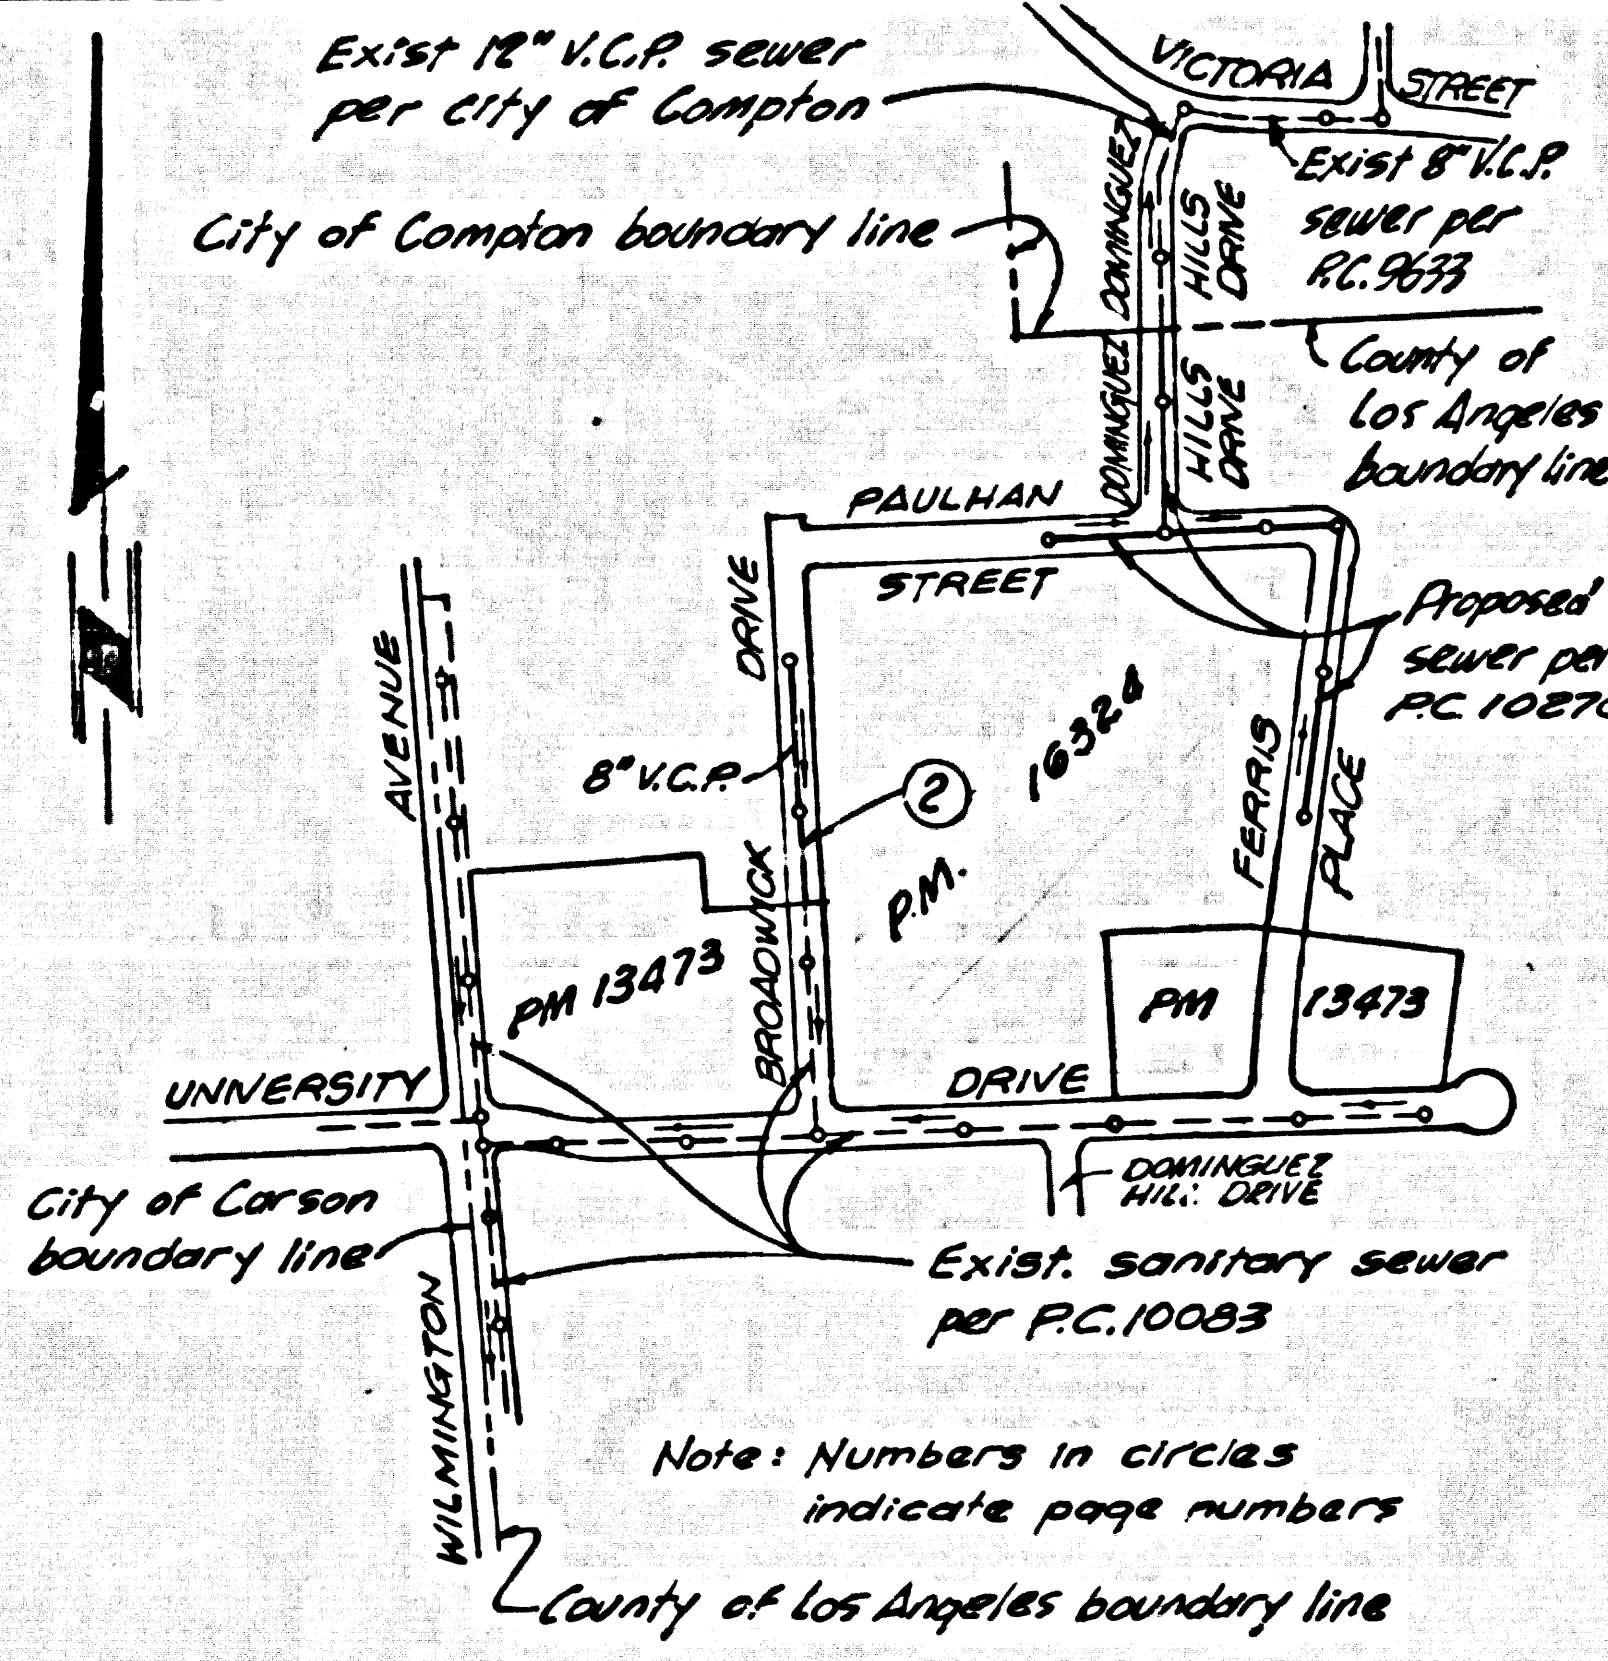 Exist 12" V.C.P. sewer
per city of Compton
VICTORIA STREET
Exist 8" V.C.P.
sewer per
P.C. 9633
City of Compton boundary line
DOMINGUEZ
HILLS
DRIVE
County of
Los Angeles
boundary line
DOMINGUEZ
HILLS
DRIVE
PAULHAN
STREET
Proposed
sewer per
P.C. 1027
AVENUE
DRIVE
8" V.C.P.
2
P.M. 16324
FERRIS
PLACE
PM 13473
BROADWICK
PM 13473
UNIVERSITY
DRIVE
DOMINGUEZ
HILL DRIVE
City of Carson
boundary line
Exist. sanitary sewer
per P.C. 10083
WILMINGTON
Note: Numbers in circles
indicate page numbers
County of Los Angeles boundary line